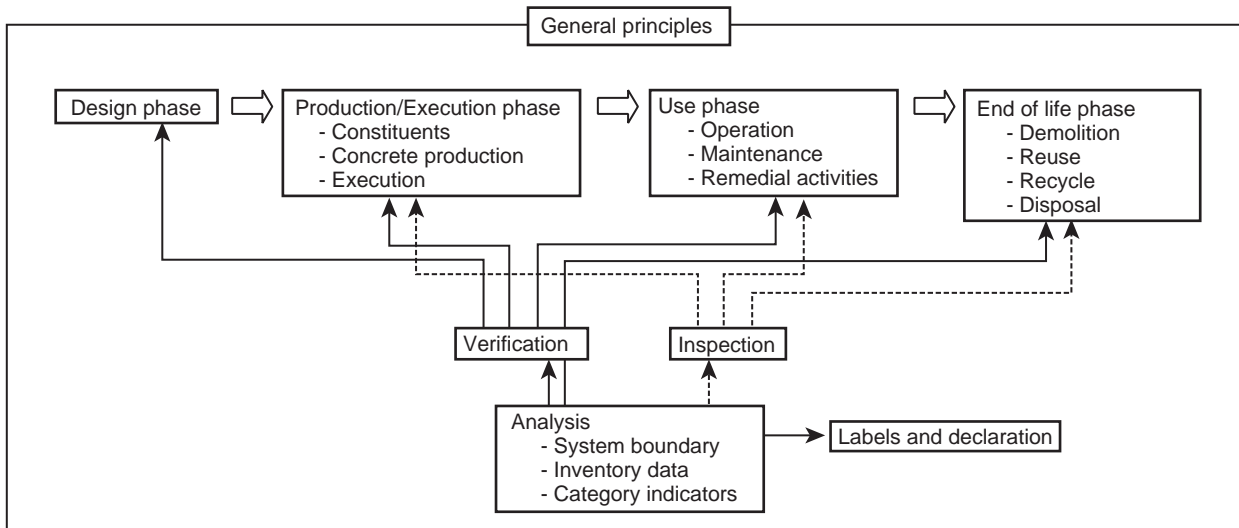 General principles
Design phase
Production/Execution phase
- Constituents
- Concrete production
- Execution
Use phase
- Operation
- Maintenance
- Remedial activities
End of life phase
- Demolition
- Reuse
- Recycle
- Disposal
Verification
Inspection
Analysis
- System boundary
- Inventory data
- Category indicators
Labels and declaration